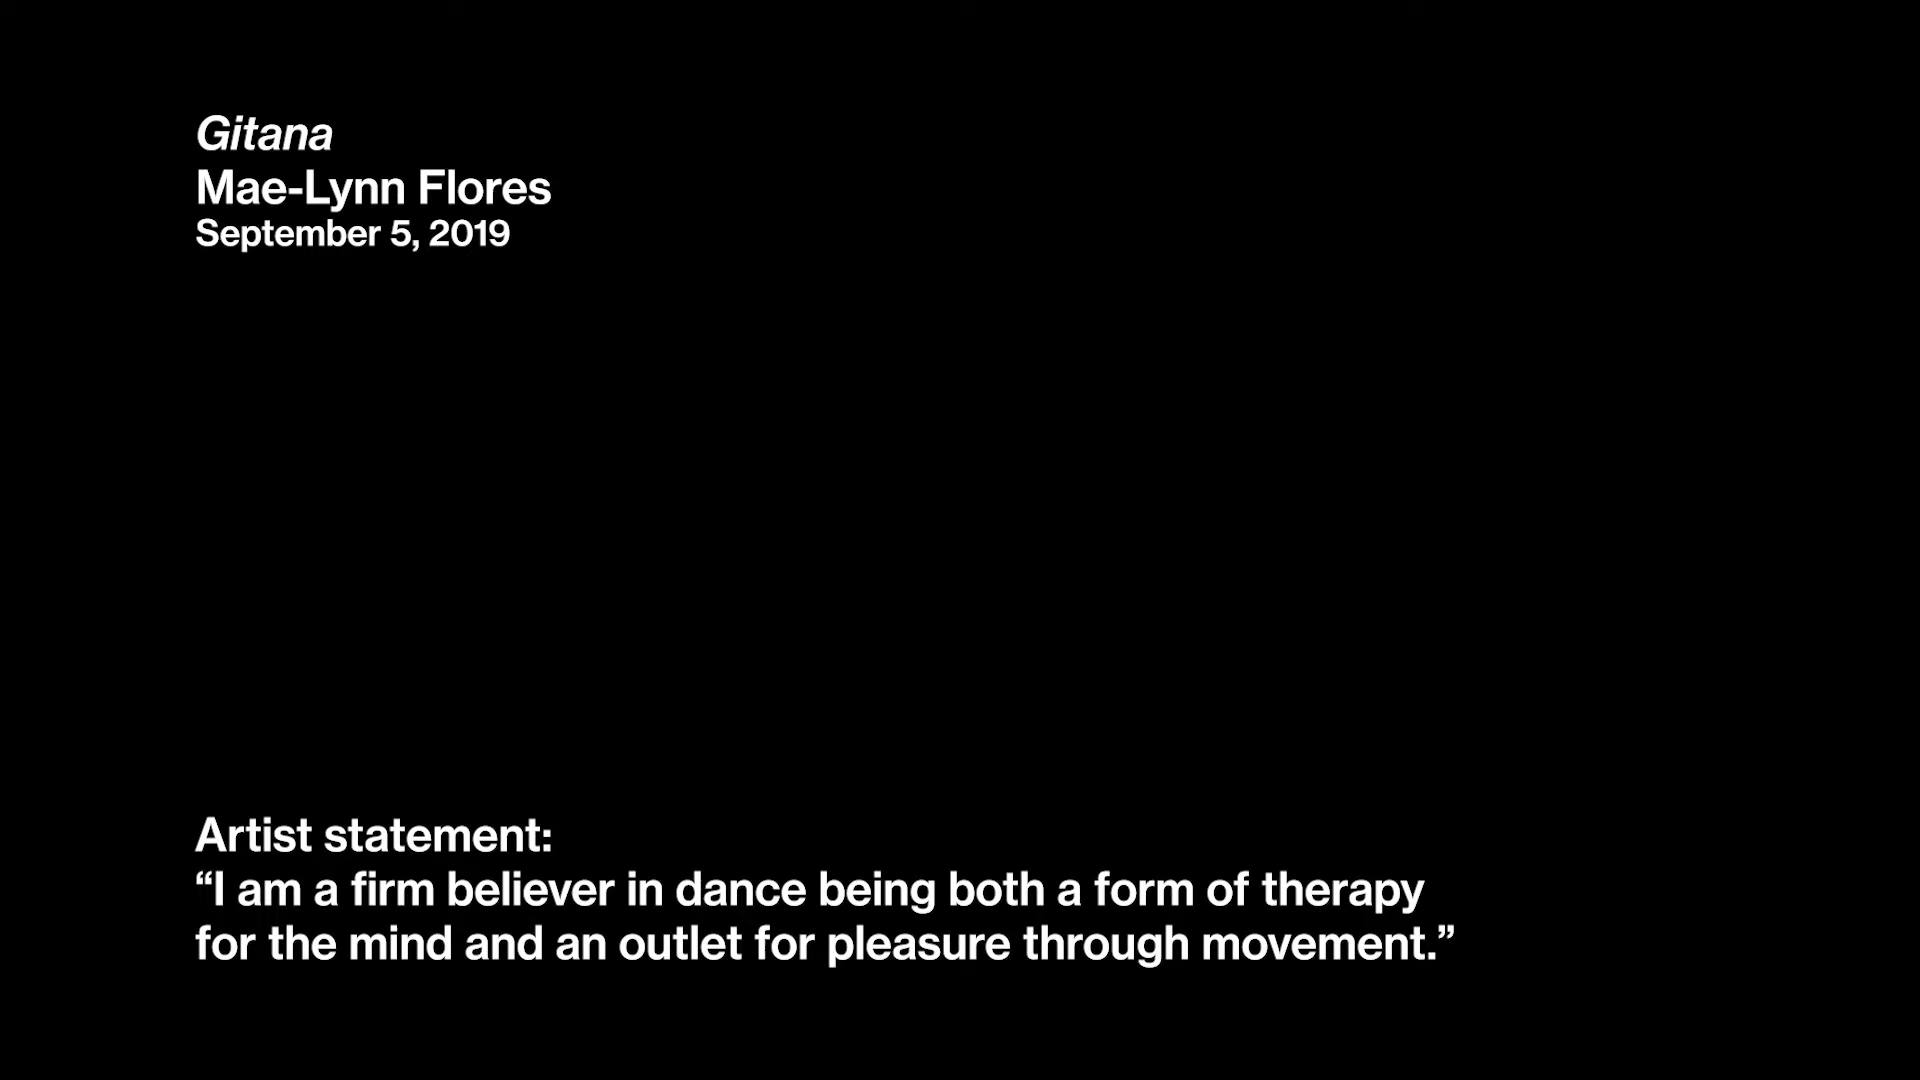 Gitana
Mae-Lynn Flores
September 5, 2019
Artist statement:
“I am a firm believer in dance being both a form of therapy
for the mind and an outlet for pleasure through movement.”